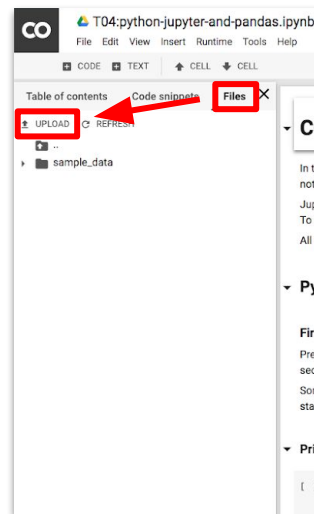 CO
T04:python-jupyter-and-pandas.ipynb
File Edit View Insert Runtime Tools Help
CODE TEXT CELL CELL
Table of contents Code snippets Files X
UPLOAD REFRESH
..
sample_data
C
In t
not
Jup
To
All
Py
Fir
Pre
sec
Sor
sta
Pri
[